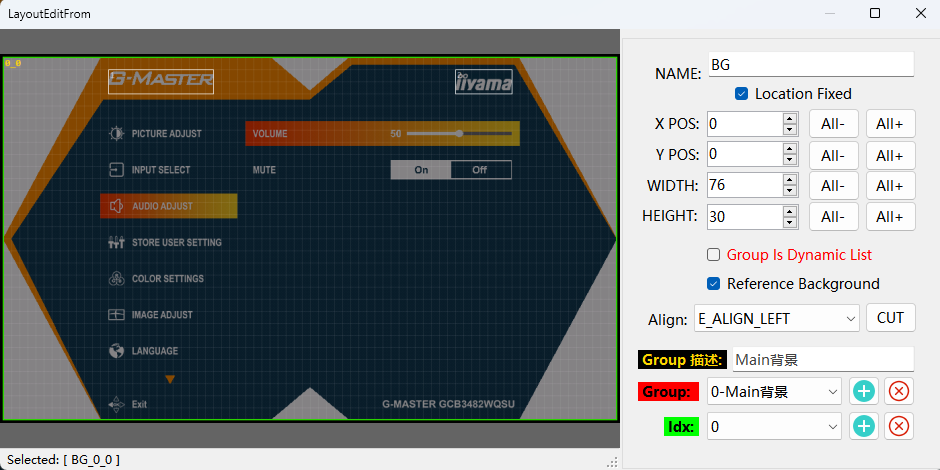 LayoutEditFrom
0_0
G-MASTER
iiyama
PICTURE ADJUST
VOLUME 50
INPUT SELECT
MUTE On Off
AUDIO ADJUST
STORE USER SETTING
COLOR SETTINGS
IMAGE ADJUST
LANGUAGE
Exit
G-MASTER GCB3482WQSU
Selected: [ BG_0_0 ]
NAME: BG
Location Fixed
X POS: 0 All- All+
Y POS: 0 All- All+
WIDTH: 76 All- All+
HEIGHT: 30 All- All+
Group Is Dynamic List
Reference Background
Align: E_ALIGN_LEFT CUT
Group 描述: Main背景
Group: 0-Main背景
Idx: 0